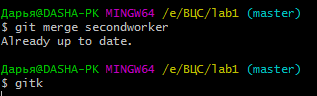 Дарья@DASHA-PK MINGW64 /e/ВЦС/lab1 (master)
$ git merge secondworker
Already up to date.
Дарья@DASHA-PK MINGW64 /e/ВЦС/lab1 (master)
$ gitk